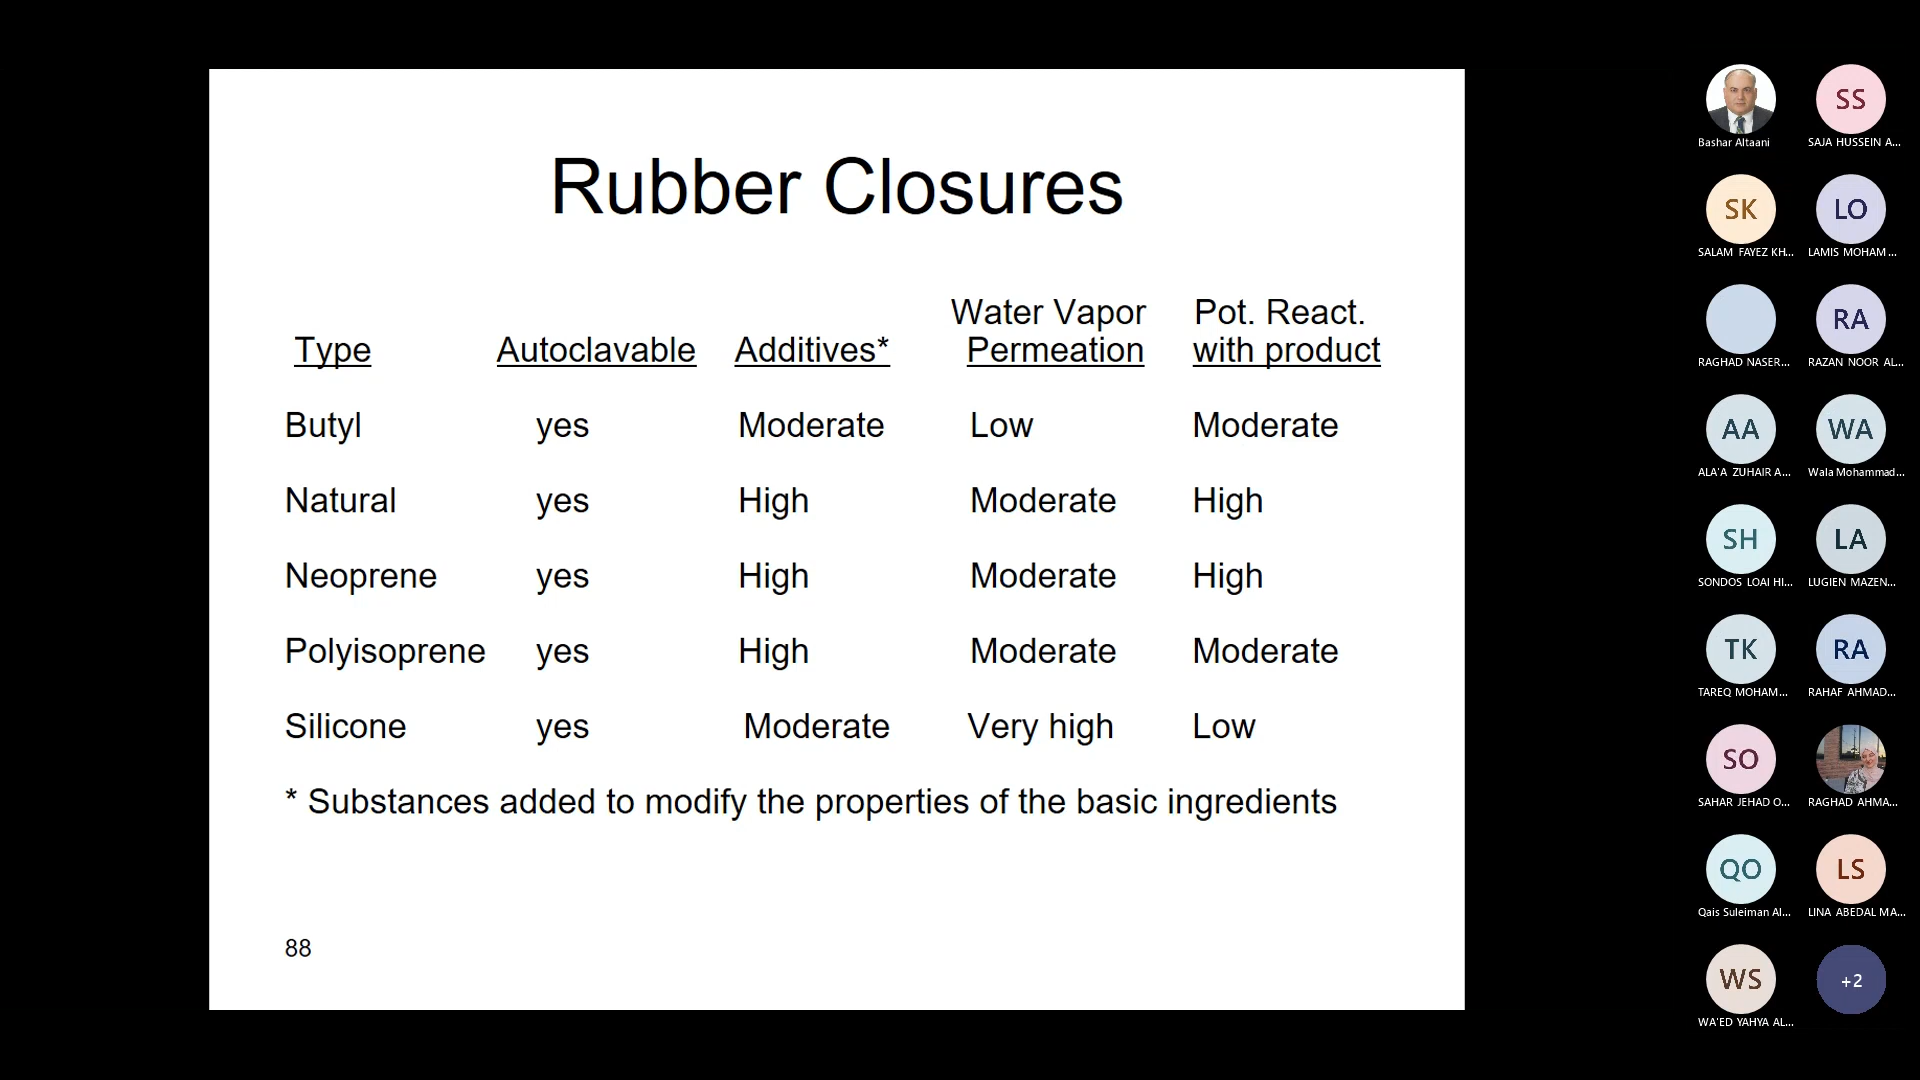 Rubber Closures
Water Vapor Pot. React.
Type Autoclavable Additives* Permeation with product
Butyl yes Moderate Low Moderate
Natural yes High Moderate High
Neoprene yes High Moderate High
Polyisoprene yes High Moderate Moderate
Silicone yes Moderate Very high Low
* Substances added to modify the properties of the basic ingredients
88
SS
Bashar Altaani SAJA HUSSEIN A...
SK LO
SALAM FAYEZ KH... LAMIS MOHAM...
RA
RAGHAD NASER... RAZAN NOOR AL...
AA WA
ALA'A ZUHAIR A... Wala Mohammad...
SH LA
SONDOS LOAI HI... LUGIEN MAZEN...
TK RA
TAREQ MOHAM... RAHAF AHMAD...
SO
SAHAR JEHAD O... RAGHAD AHMA...
QO LS
Qais Suleiman Al... LINA ABEDAL MA...
WS +2
WA'ED YAHYA AL...